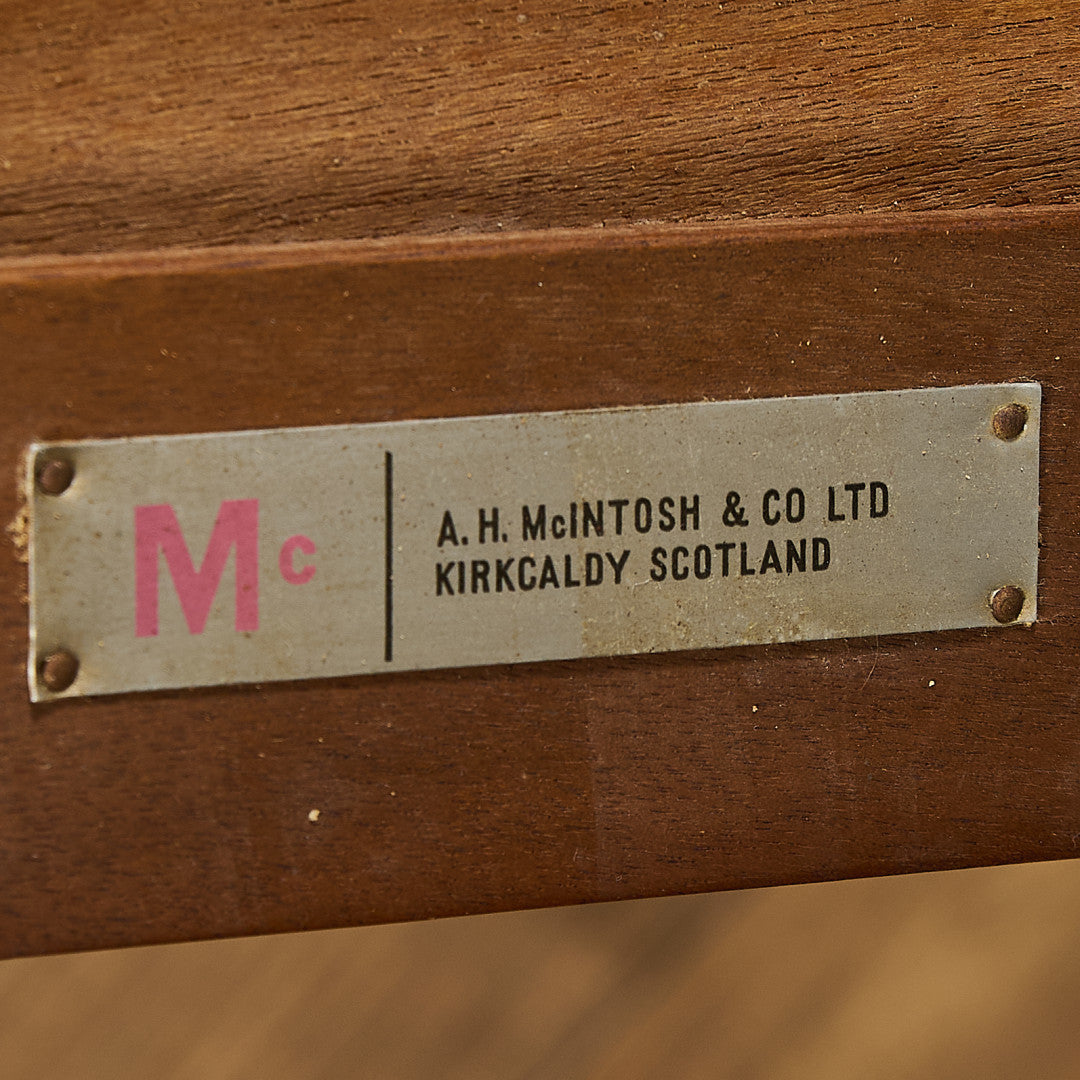 Mc
A. H. McINTOSH & CO LTD
KIRKCALDY SCOTLAND